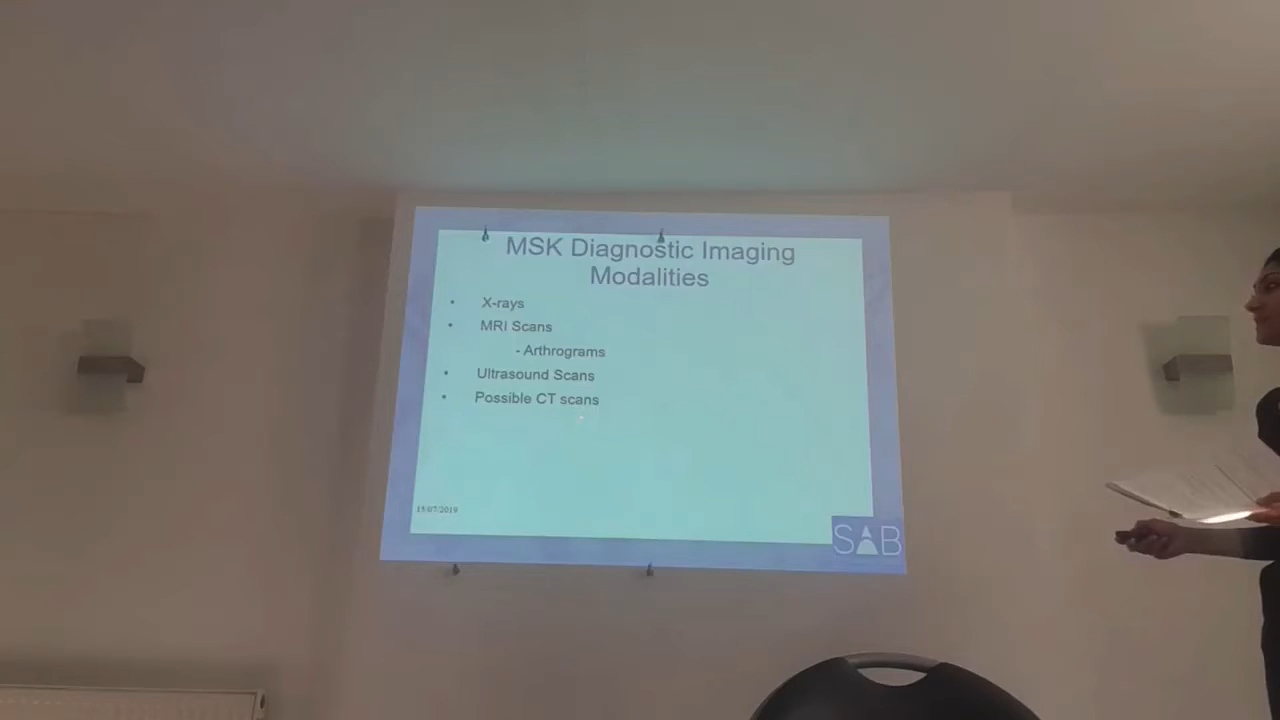 MSK Diagnostic Imaging
Modalities
• X-rays
• MRI Scans
- Arthrograms
• Ultrasound Scans
• Possible CT scans
15/07/2019
SAB